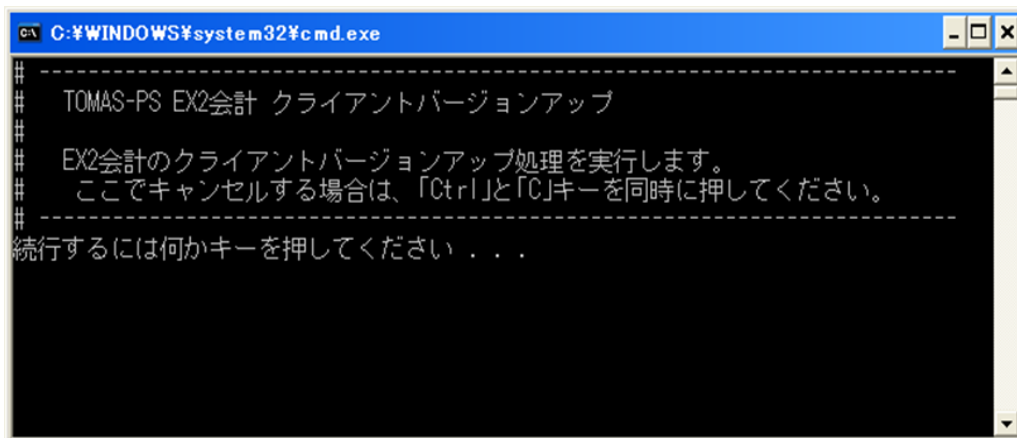 C:¥WINDOWS¥system32¥cmd.exe
# ---------------------------------------------------------------------------
#   TOMAS-PS EX2会計 クライアントバージョンアップ
#
#   EX2会計のクライアントバージョンアップ処理を実行します。
#    ここでキャンセルする場合は、「Ctrl」と「C」キーを同時に押してください。
# ---------------------------------------------------------------------------
続行するには何かキーを押してください . . .